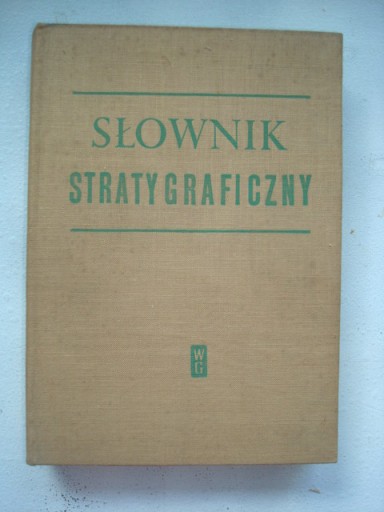 SŁOWNIK
STRATYGRAFICZNY
W
G